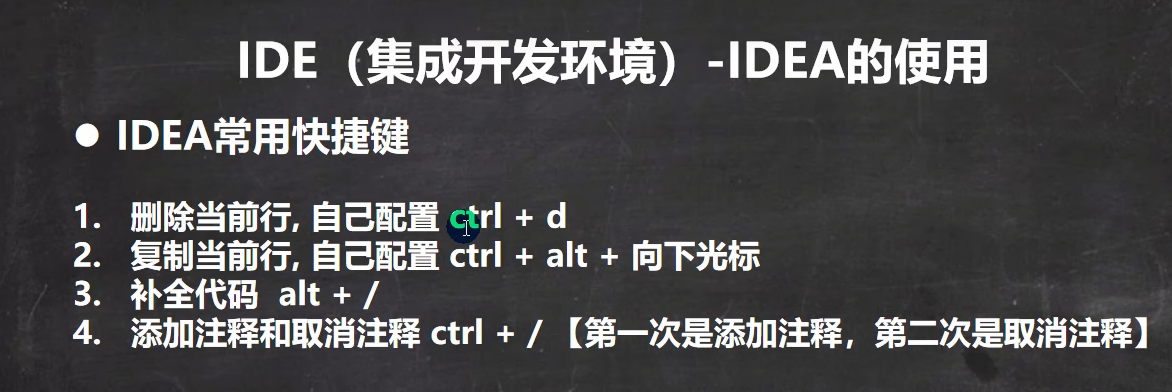 IDE（集成开发环境）-IDEA的使用
● IDEA常用快捷键
1. 删除当前行, 自己配置 ctrl + d
2. 复制当前行, 自己配置 ctrl + alt + 向下光标
3. 补全代码 alt + /
4. 添加注释和取消注释 ctrl + / 【第一次是添加注释，第二次是取消注释】